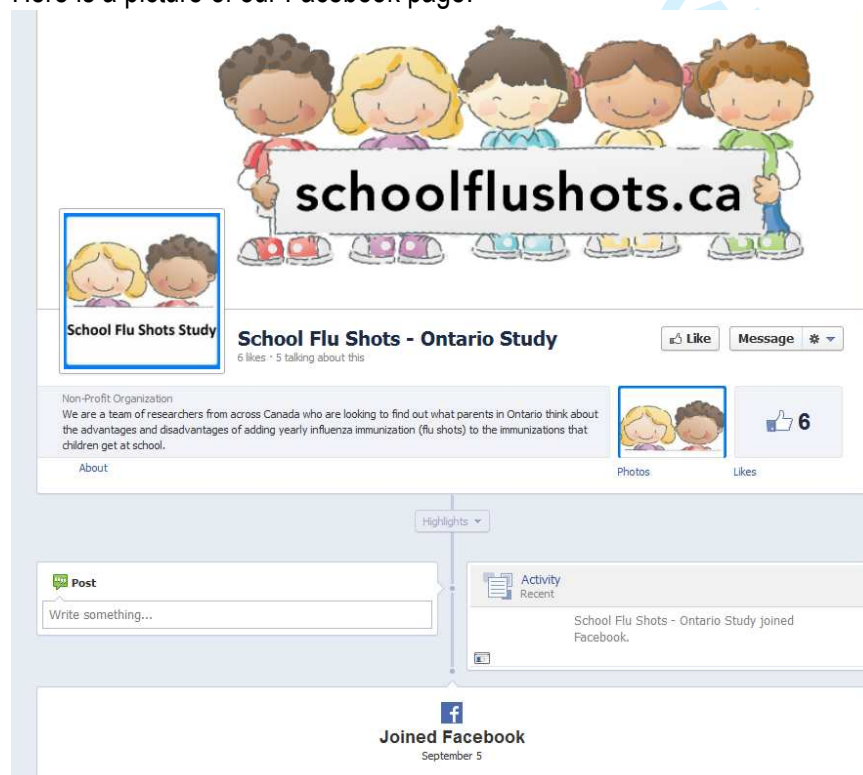 Here is a picture of our Facebook page:
schoolflushots.ca
School Flu Shots Study
School Flu Shots - Ontario Study
6 likes · 5 talking about this
Like
Message
Non-Profit Organization
We are a team of researchers from across Canada who are looking to find out what parents in Ontario think about
the advantages and disadvantages of adding yearly influenza immunization (flu shots) to the immunizations that
children get at school.
About
6
Photos
Likes
Highlights
Post
Write something...
Activity
Recent
School Flu Shots - Ontario Study joined
Facebook.
f
Joined Facebook
September 5